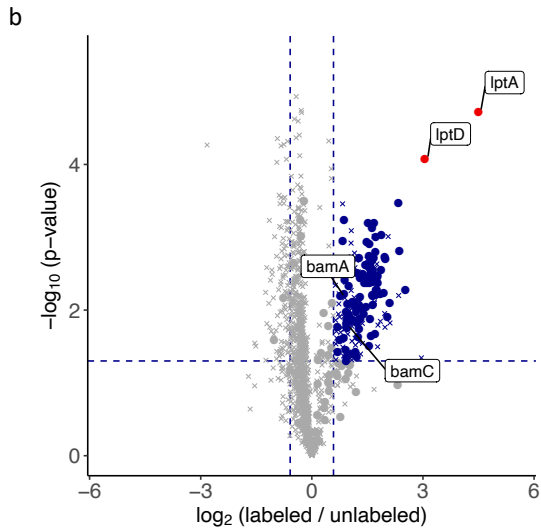 b
lptA
lptD
bamA
bamC
−log10 (p−value)
4
2
0
−6
−3
0
3
6
log2 (labeled / unlabeled)